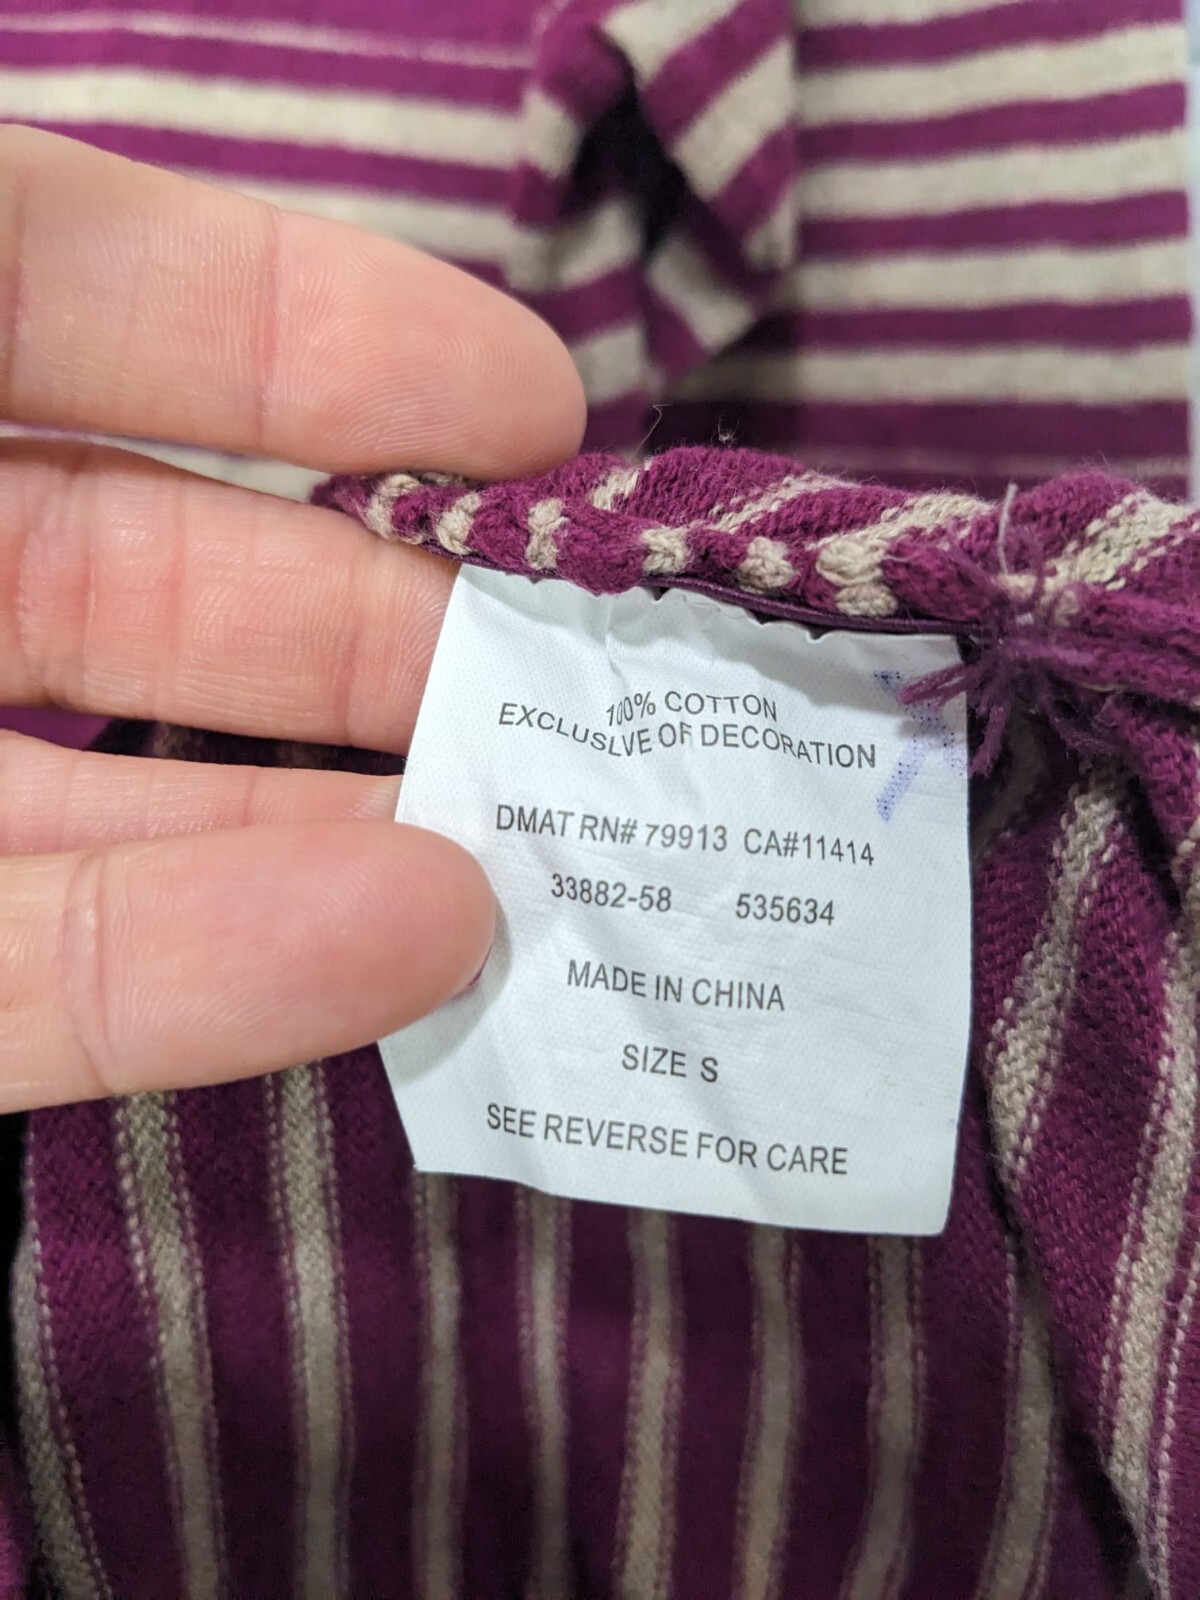 100% COTTON
EXCLUSLVE OF DECORATION
DMAT RN# 79913 CA#11414
33882-58 535634
MADE IN CHINA
SIZE S
SEE REVERSE FOR CARE